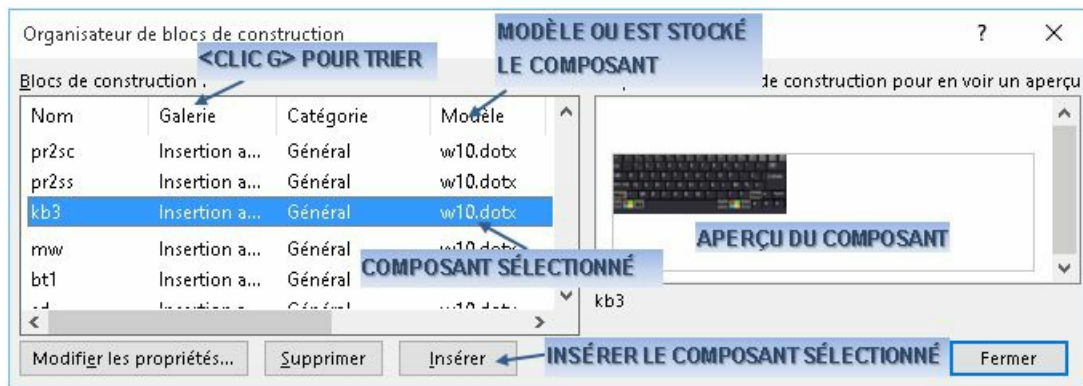 Organisateur de blocs de construction
MODÈLE OU EST STOCKÉ
LE COMPOSANT
? ×
<CLIC G> POUR TRIER
Blocs de construction :
de construction pour en voir un aperçu
Nom Galerie Catégorie Modèle
pr2sc Insertion a... Général w10.dotx
pr2ss Insertion a... Général w10.dotx
kb3 Insertion a... Général w10.dotx
mw Insertion a... Général w10.dotx
bt1 Insertion a... Général
COMPOSANT SÉLECTIONNÉ
APERÇU DU COMPOSANT
kb3
Modifier les propriétés... Supprimer Insérer
INSÉRER LE COMPOSANT SÉLECTIONNÉ
Fermer